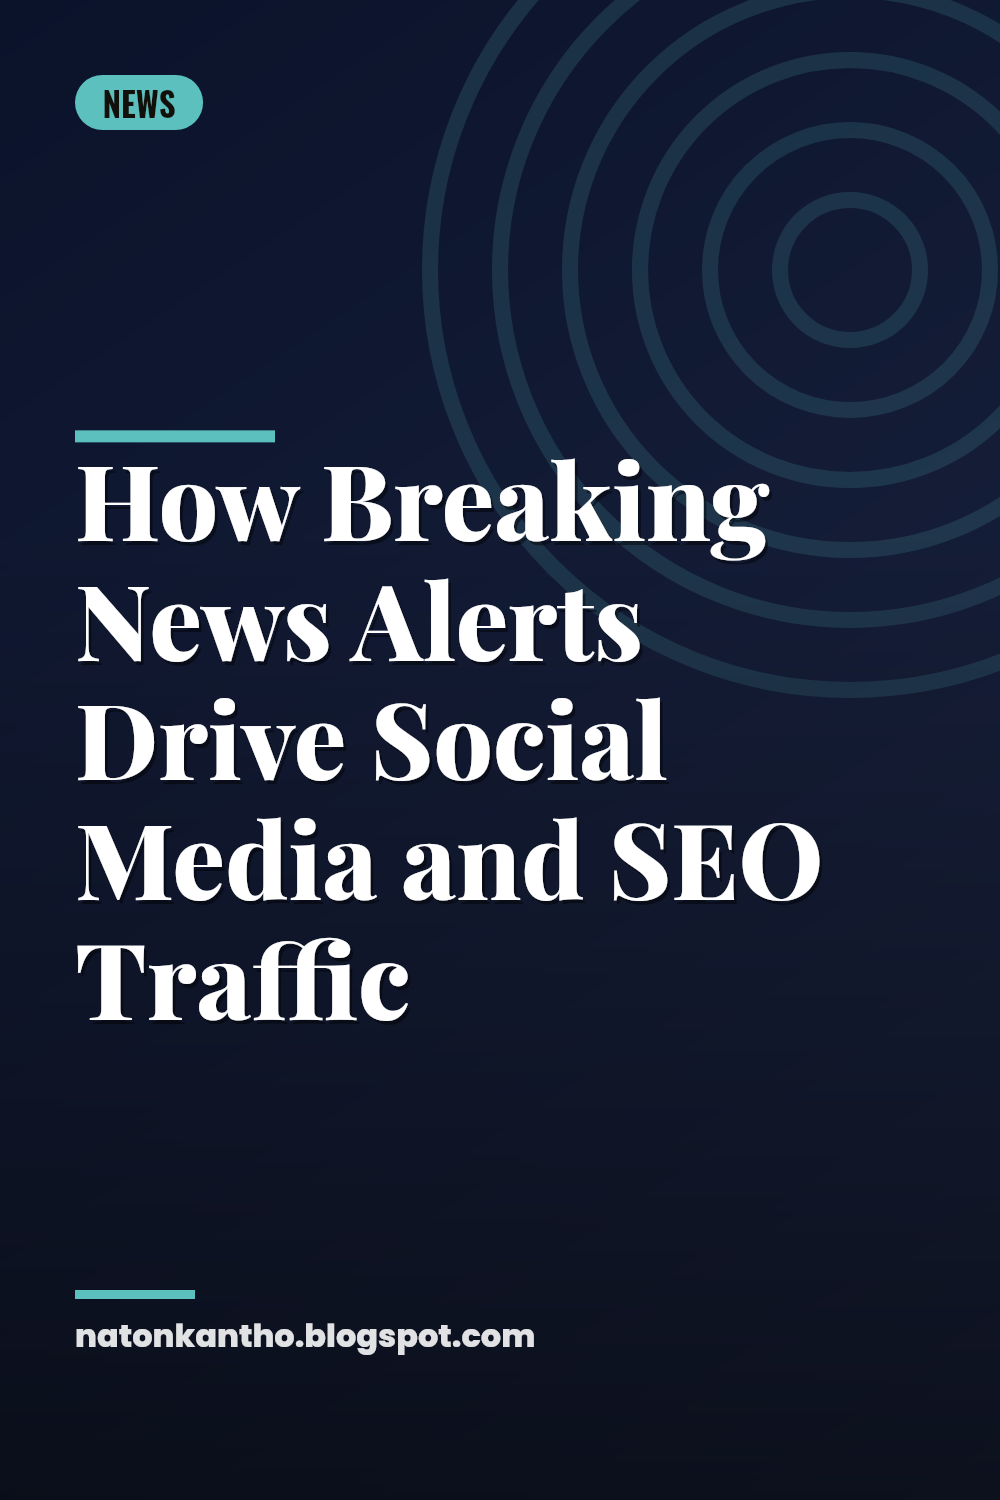 NEWS
How Breaking
News Alerts
Drive Social
Media and SEO
Traffic
natonkantho.blogspot.com